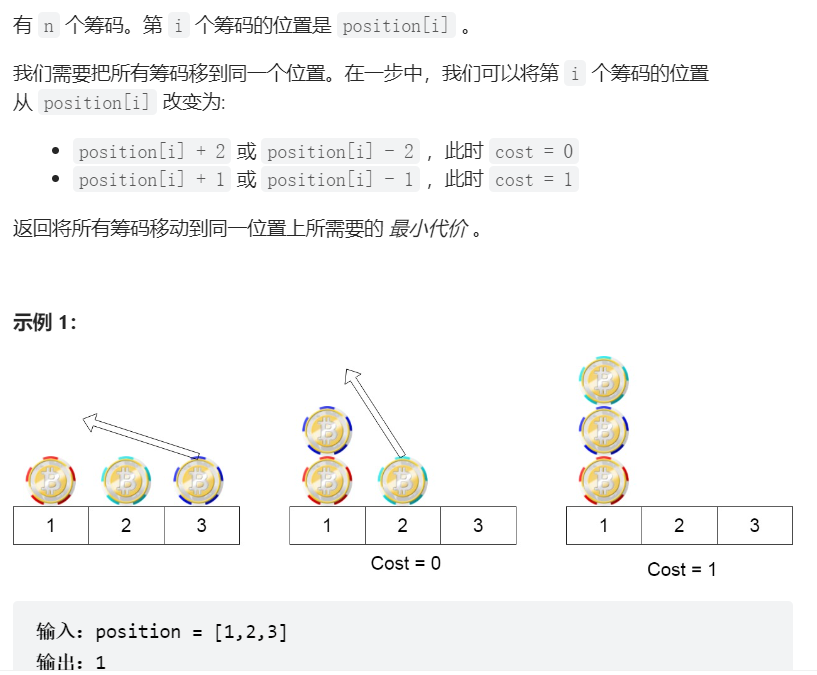 有 n 个筹码。第 i 个筹码的位置是 position[i] 。
我们需要把所有筹码移到同一个位置。在一步中，我们可以将第 i 个筹码的位置
从 position[i] 改变为:
• position[i] + 2 或 position[i] - 2 ，此时 cost = 0
• position[i] + 1 或 position[i] - 1 ，此时 cost = 1
返回将所有筹码移动到同一位置上所需要的 最小代价 。
示例 1：
1 2 3
1 2 3
1 2 3
Cost = 0
Cost = 1
输入：position = [1,2,3]
输出：1